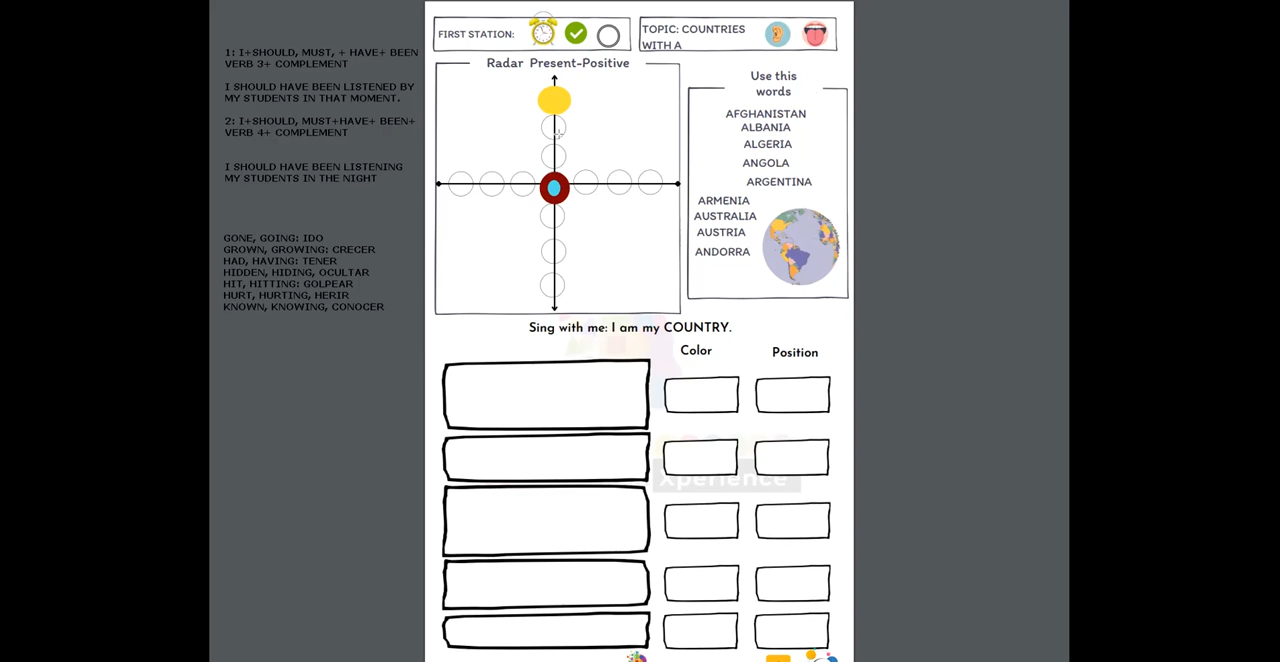 1: I+SHOULD, MUST, + HAVE+ BEEN
VERB 3+ COMPLEMENT
I SHOULD HAVE BEEN LISTENED BY
MY STUDENTS IN THAT MOMENT.
2: I+SHOULD, MUST+HAVE+ BEEN+
VERB 4+ COMPLEMENT
I SHOULD HAVE BEEN LISTENING
MY STUDENTS IN THE NIGHT
GONE, GOING: IDO
GROWN, GROWING: CRECER
HAD, HAVING: TENER
HIDDEN, HIDING, OCULTAR
HIT, HITTING: GOLPEAR
HURT, HURTING, HERIR
KNOWN, KNOWING, CONOCER
FIRST STATION:
TOPIC: COUNTRIES
WITH A
Radar Present-Positive
Use this
words
AFGHANISTAN
ALBANIA
ALGERIA
ANGOLA
ARGENTINA
ARMENIA
AUSTRALIA
AUSTRIA
ANDORRA
Sing with me: I am my COUNTRY.
Color
Position
Xperience